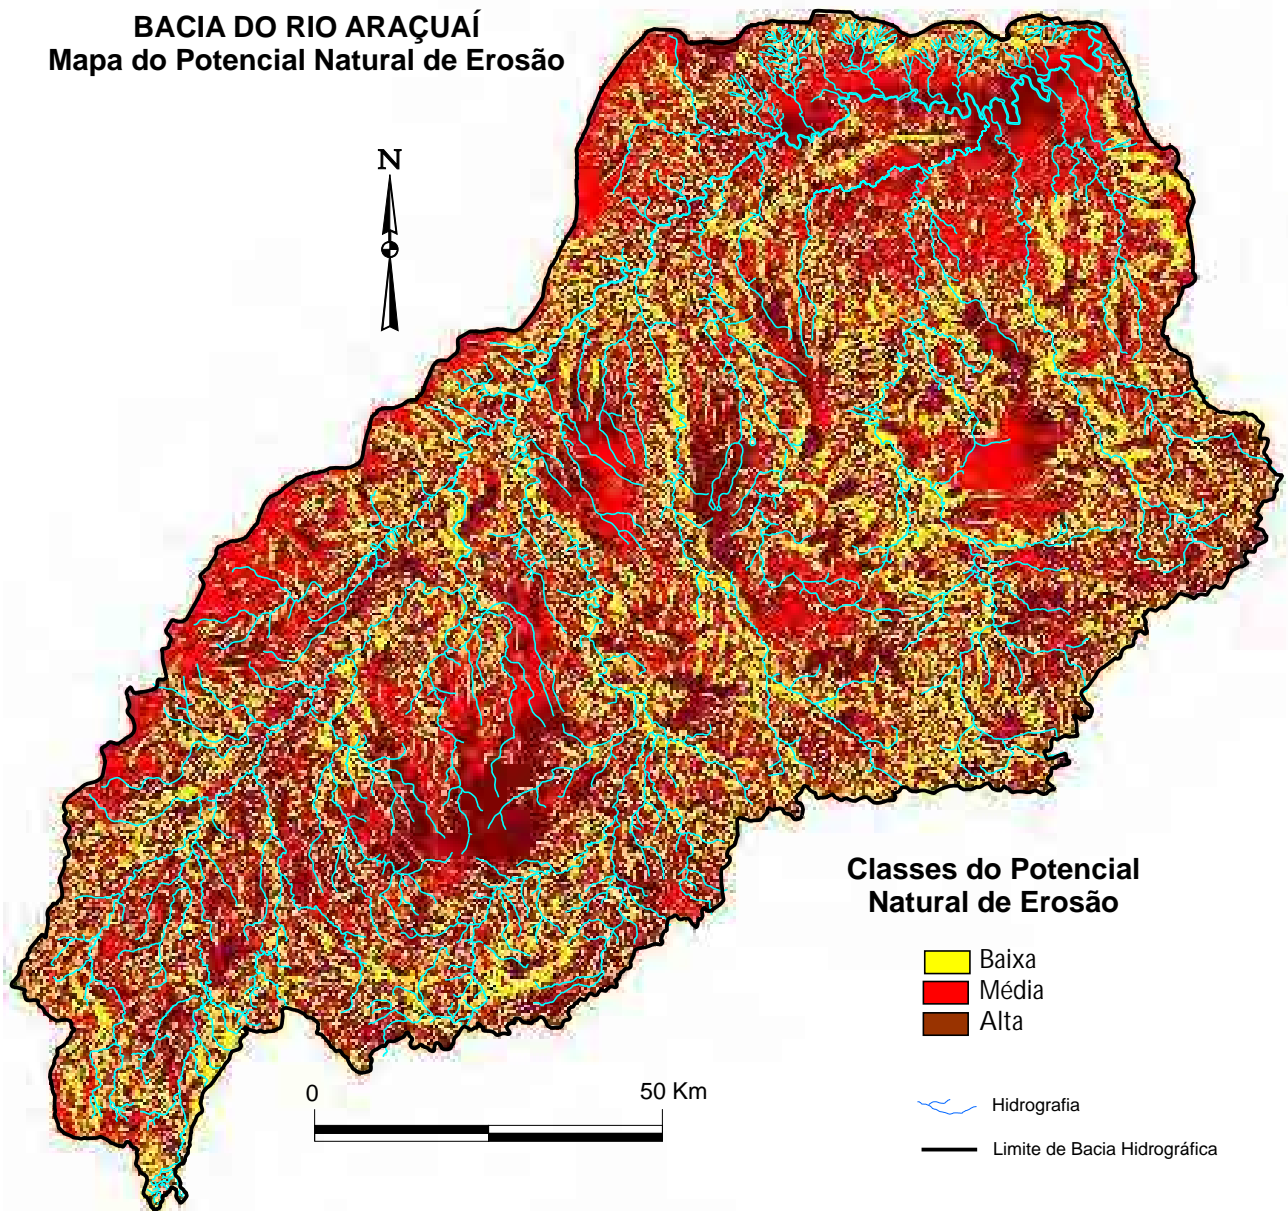 BACIA DO RIO ARAÇUAÍ
Mapa do Potencial Natural de Erosão
N
Classes do Potencial
Natural de Erosão
Baixa
Média
Alta
0
50 Km
Hidrografia
Limite de Bacia Hidrográfica